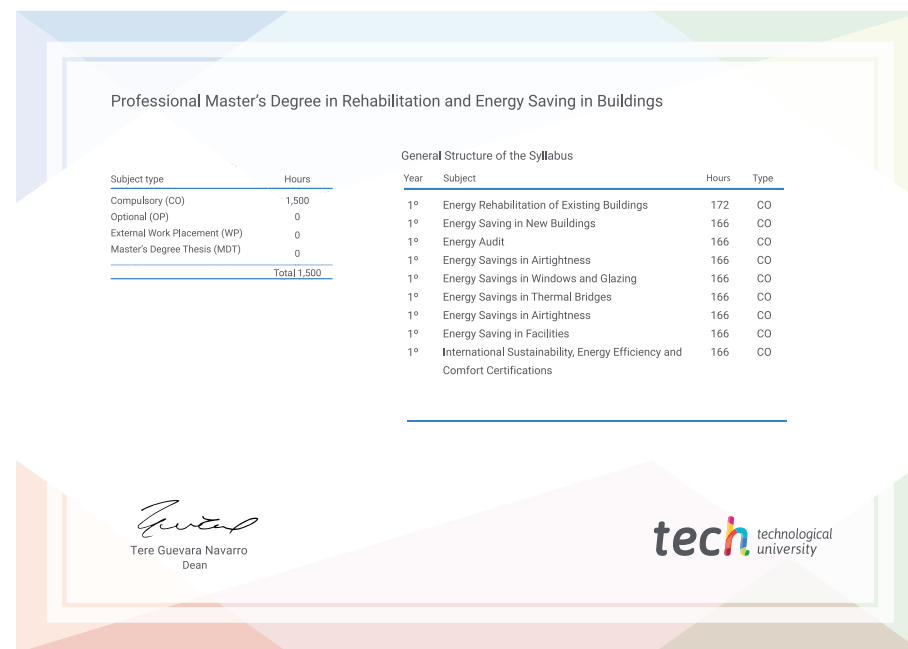 Professional Master's Degree in Rehabilitation and Energy Saving in Buildings
General Structure of the Syllabus
Subject type Hours
Compulsory (CO) 1,500
Optional (OP) 0
External Work Placement (WP) 0
Master's Degree Thesis (MDT) 0
Total 1,500
Year Subject Hours Type
1º Energy Rehabilitation of Existing Buildings 172 CO
1º Energy Saving in New Buildings 166 CO
1º Energy Audit 166 CO
1º Energy Savings in Airtightness 166 CO
1º Energy Savings in Windows and Glazing 166 CO
1º Energy Savings in Thermal Bridges 166 CO
1º Energy Savings in Airtightness 166 CO
1º Energy Saving in Facilities 166 CO
1º International Sustainability, Energy Efficiency and 166 CO
Comfort Certifications
Tere Guevara Navarro
Dean
tech technological
university